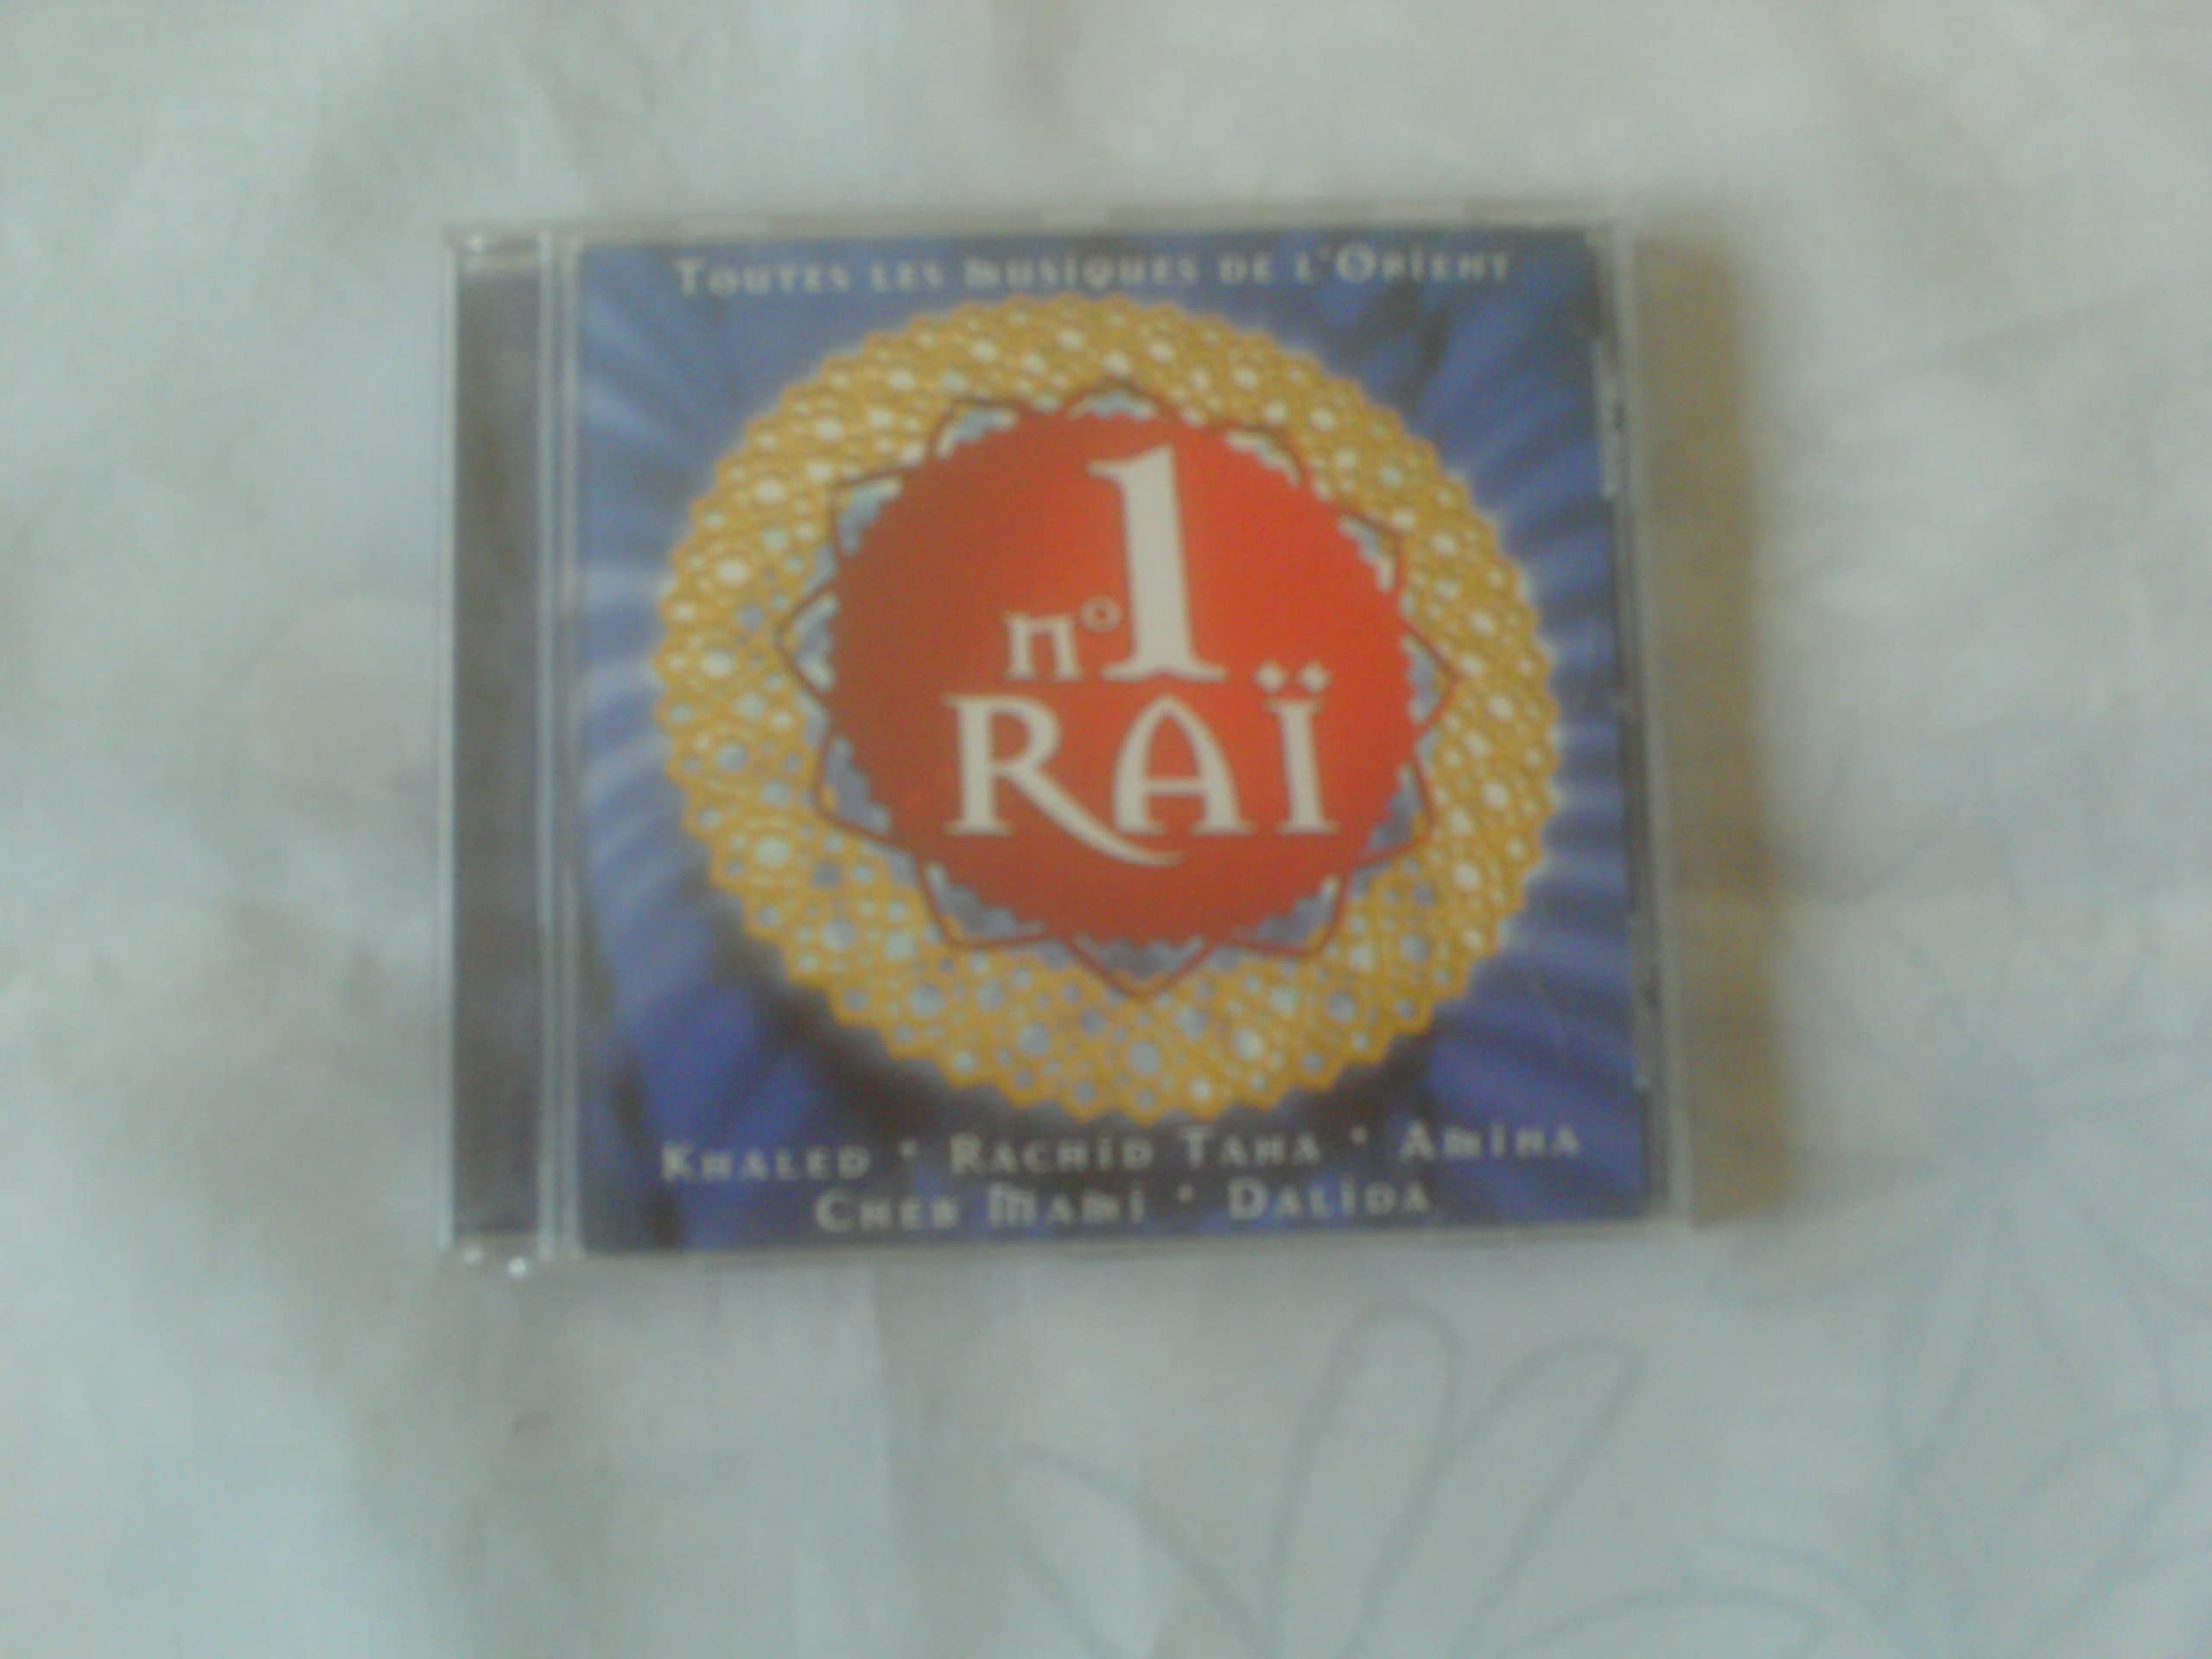 Toutes les musiques de l'Orient
n°1
Raï
Khaled • Rachid Taha • Amina
Cheb Mami • Dalida